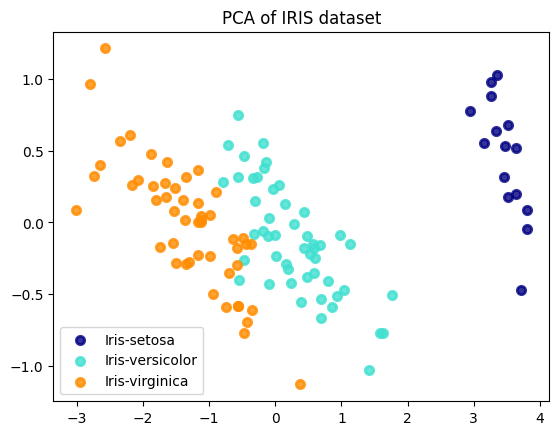 PCA of IRIS dataset
1.0
0.5
0.0
−0.5
−1.0
Iris-setosa
Iris-versicolor
Iris-virginica
−3 −2 −1 0 1 2 3 4